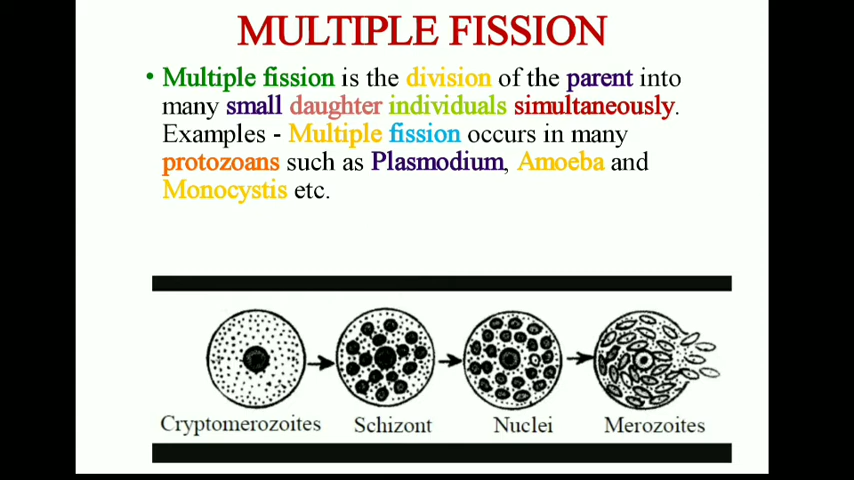 MULTIPLE FISSION
• Multiple fission is the division of the parent into
many small daughter individuals simultaneously.
Examples - Multiple fission occurs in many
protozoans such as Plasmodium, Amoeba and
Monocystis etc.
Cryptomerozoites Schizont Nuclei Merozoites